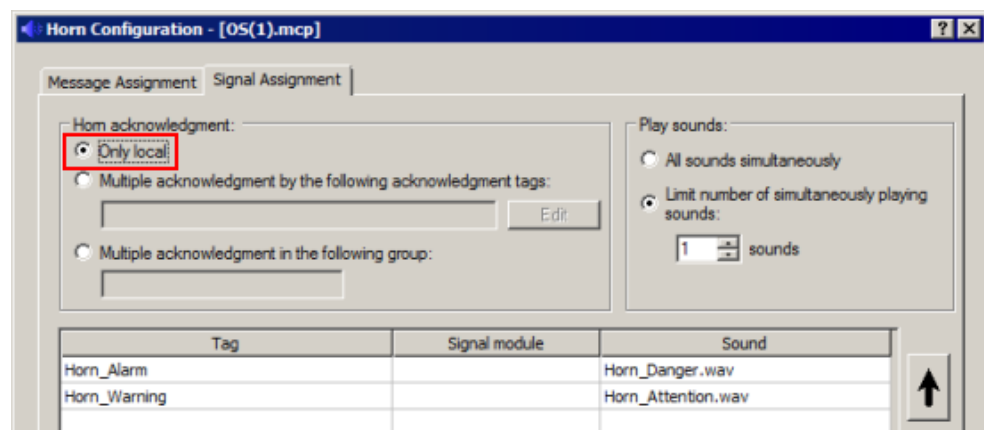 Horn Configuration - [OS(1).mcp]
Message Assignment
Signal Assignment
Horn acknowledgment:
Only local
Multiple acknowledgment by the following acknowledgment tags:
Edit
Multiple acknowledgment in the following group:
Play sounds:
All sounds simultaneously
Limit number of simultaneously playing
sounds:
1 sounds
Tag Signal module Sound
Horn_Alarm Horn_Danger.wav
Horn_Warning Horn_Attention.wav